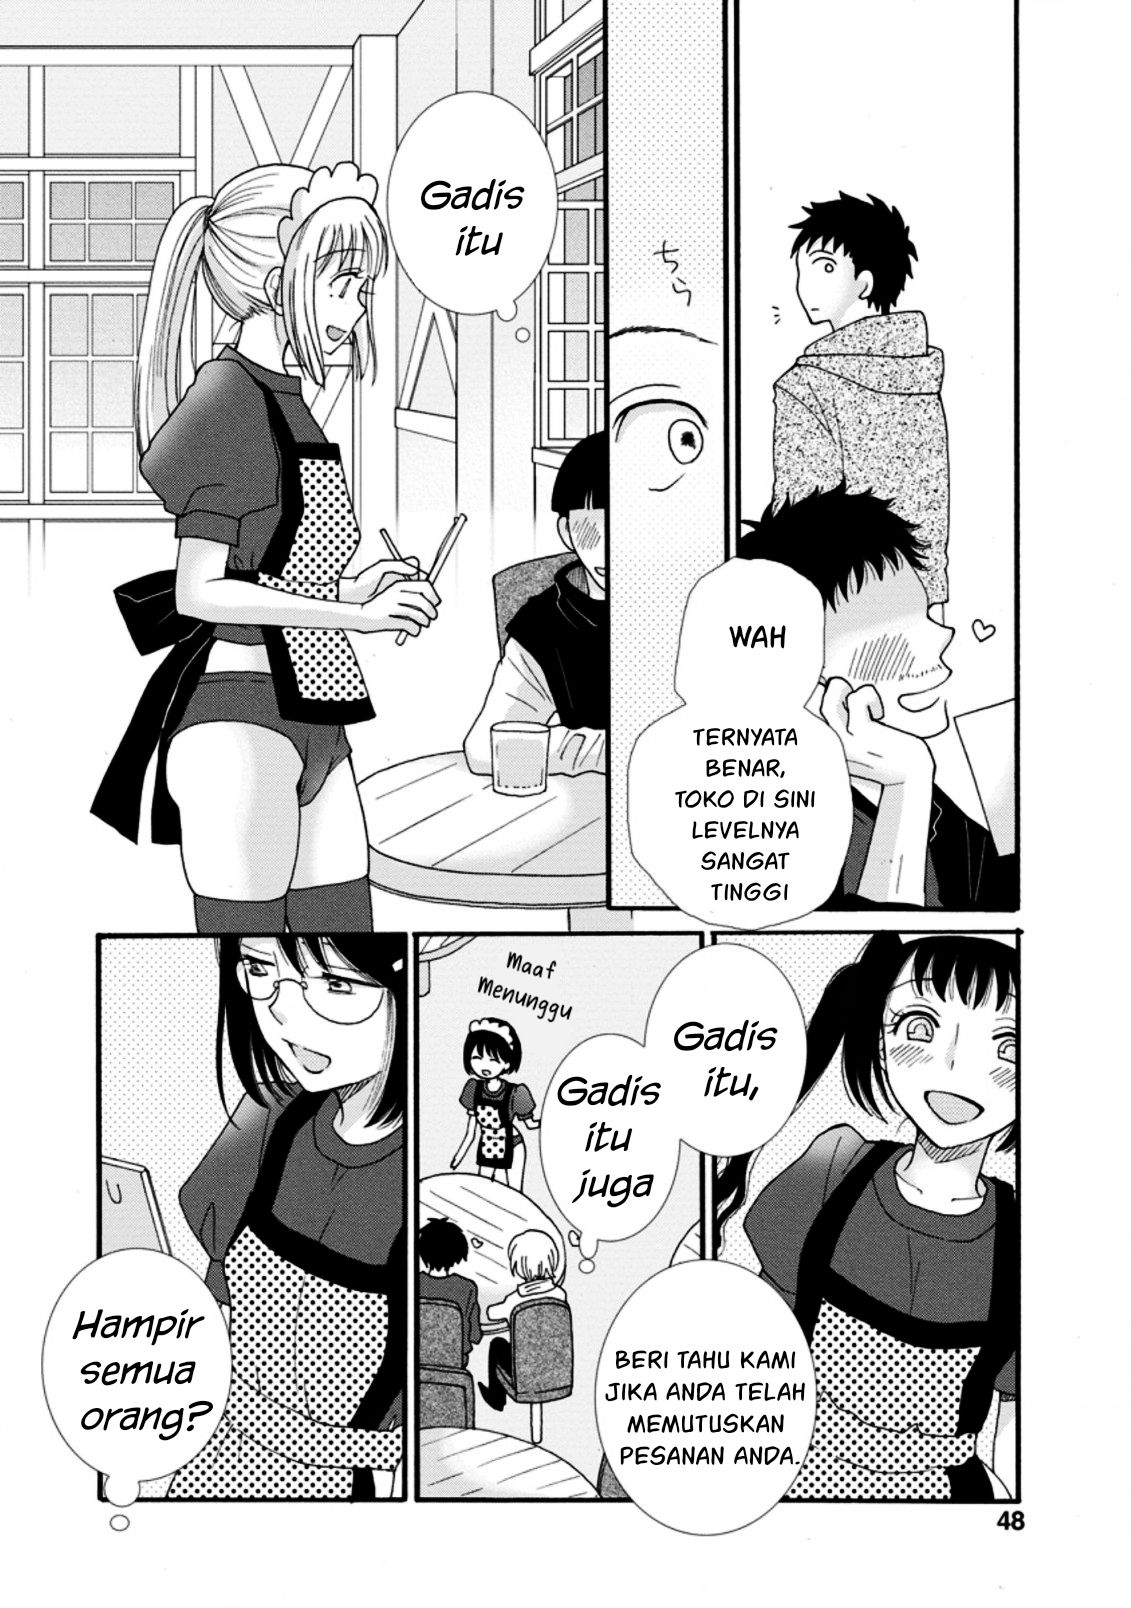 ちら
WAH
TERNYATA
BENAR,
TOKO DI SINI
LEVELNYA
SANGAT
TINGGI
Gadis
itu
Gadis
itu,
BERI TAHU KAMI
JIKA ANDA TELAH
MEMUTUSKAN
PESANAN ANDA.
Maaf
Menunggu
Gadis
itu
juga
Hampir
semua
orang?
48